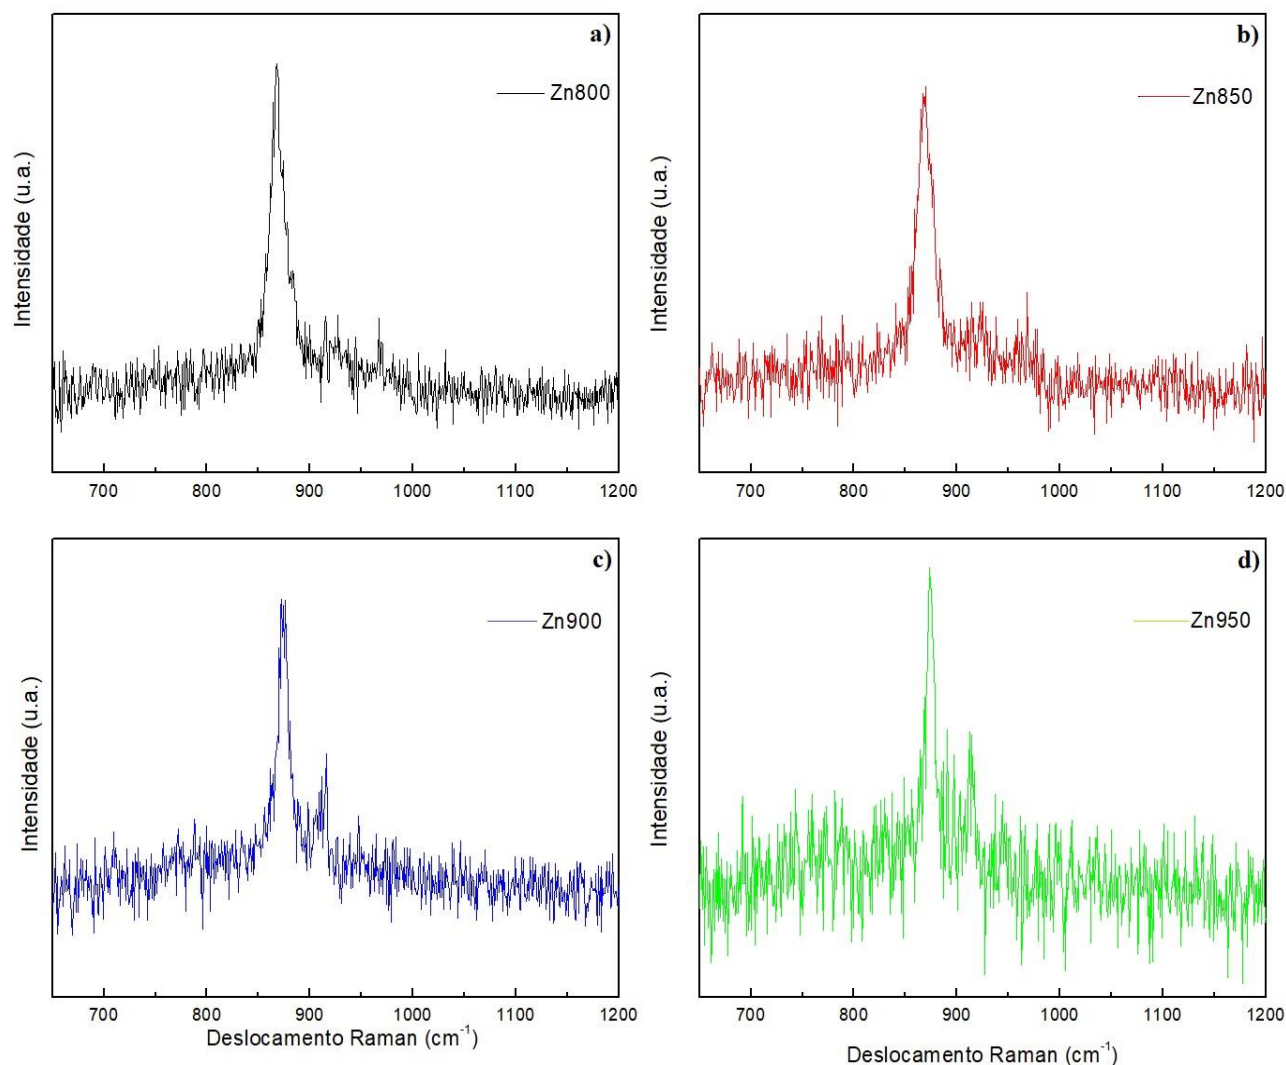 a)
Zn800
Intensidade (u.a.)
700 800 900 1000 1100 1200
b)
Zn850
Intensidade (u.a.)
700 800 900 1000 1100 1200
c)
Zn900
Intensidade (u.a.)
700 800 900 1000 1100 1200
Deslocamento Raman (cm⁻¹)
d)
Zn950
Intensidade (u.a.)
700 800 900 1000 1100 1200
Deslocamento Raman (cm⁻¹)